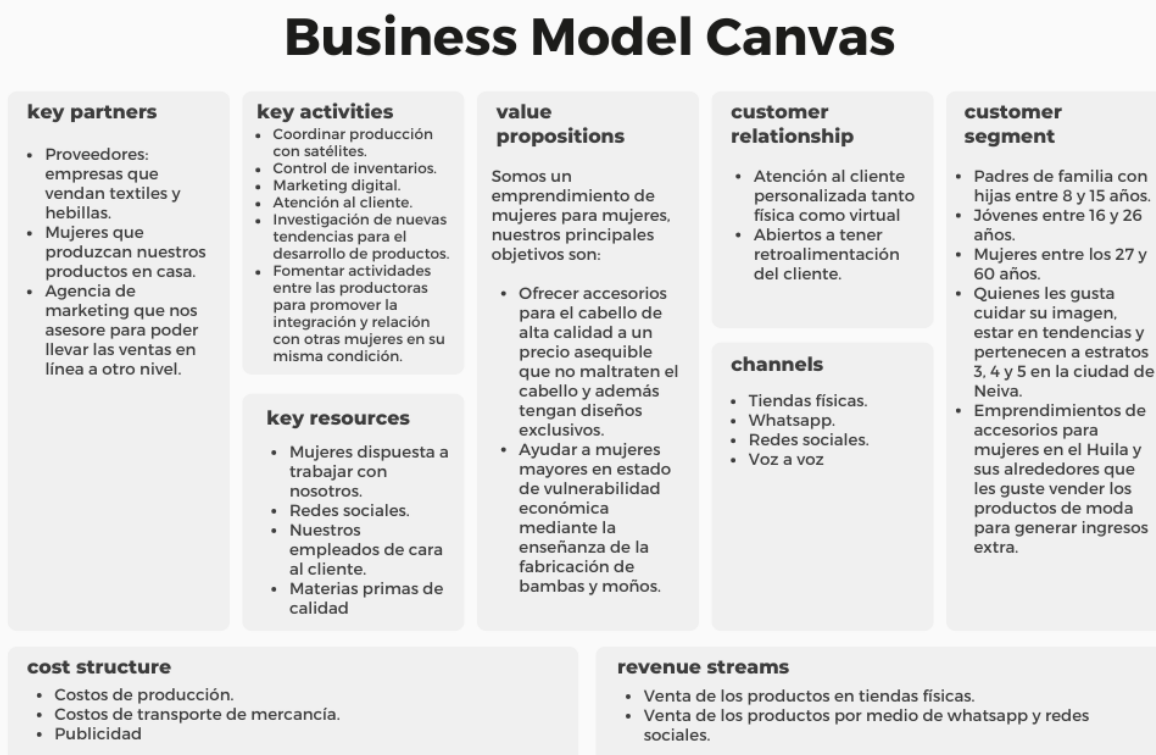 Business Model Canvas
key partners
• Proveedores:
empresas que
vendan textiles y
hebillas.
• Mujeres que
produzcan nuestros
productos en casa.
• Agencia de
marketing que nos
asesore para poder
llevar las ventas en
línea a otro nivel.
key activities
• Coordinar producción
con satélites.
• Control de inventarios.
• Marketing digital.
• Atención al cliente.
• Investigación de nuevas
tendencias para el
desarrollo de productos.
• Fomentar actividades
entre las productoras
para promover la
integración y relación
con otras mujeres en su
misma condición.
key resources
• Mujeres dispuesta a
trabajar con
nosotros.
• Redes sociales.
• Nuestros
empleados de cara
al cliente.
• Materias primas de
calidad
value
propositions
Somos un
emprendimiento de
mujeres para mujeres,
nuestros principales
objetivos son:
• Ofrecer accesorios
para el cabello de
alta calidad a un
precio asequible
que no maltraten el
cabello y además
tengan diseños
exclusivos.
• Ayudar a mujeres
mayores en estado
de vulnerabilidad
económica
mediante la
enseñanza de la
fabricación de
bambas y moños.
customer
relationship
• Atención al cliente
personalizada tanto
física como virtual
• Abiertos a tener
retroalimentación
del cliente.
channels
• Tiendas físicas.
• Whatsapp.
• Redes sociales.
• Voz a voz
customer
segment
• Padres de familia con
hijas entre 8 y 15 años.
• Jóvenes entre 16 y 26
años.
• Mujeres entre los 27 y
60 años.
• Quienes les gusta
cuidar su imagen,
estar en tendencias y
pertenecen a estratos
3, 4 y 5 en la ciudad de
Neiva.
• Emprendimientos de
accesorios para
mujeres en el Huila y
sus alrededores que
les guste vender los
productos de moda
para generar ingresos
extra.
cost structure
• Costos de producción.
• Costos de transporte de mercancía.
• Publicidad
revenue streams
• Venta de los productos en tiendas físicas.
• Venta de los productos por medio de whatsapp y redes
sociales.